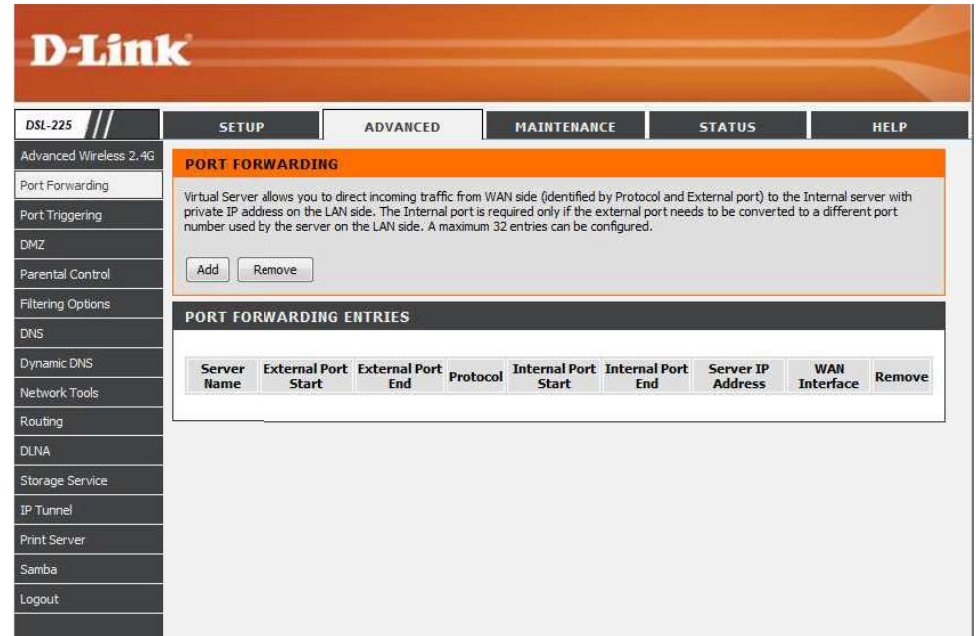 D-Link
DSL-225
SETUP ADVANCED MAINTENANCE STATUS HELP
Advanced Wireless 2.4G
Port Forwarding
Port Triggering
DMZ
Parental Control
Filtering Options
DNS
Dynamic DNS
Network Tools
Routing
DLNA
Storage Service
IP Tunnel
Print Server
Samba
Logout
PORT FORWARDING
Virtual Server allows you to direct incoming traffic from WAN side (identified by Protocol and External port) to the Internal server with
private IP address on the LAN side. The Internal port is required only if the external port needs to be converted to a different port
number used by the server on the LAN side. A maximum 32 entries can be configured.
Add Remove
PORT FORWARDING ENTRIES
Server Name External Port Start External Port End Protocol Internal Port Start Internal Port End Server IP Address WAN Interface Remove